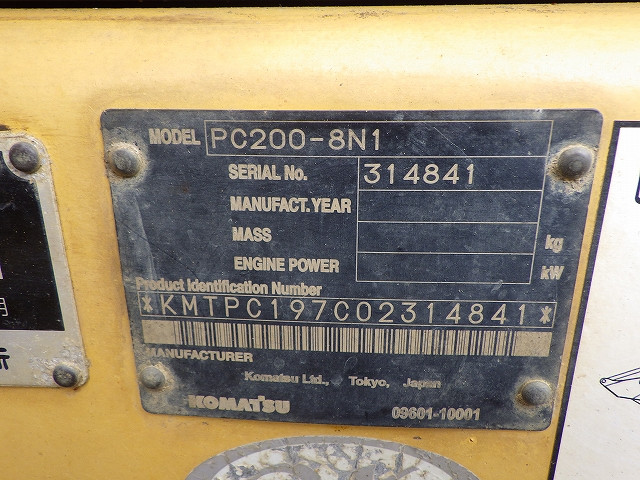 MODEL PC200-8N1
SERIAL No. 314841
MANUFACT. YEAR
MASS kg
ENGINE POWER kW
Product Identification Number
*KMTPC197C02314841*
MANUFACTURER
Komatsu Ltd., Tokyo, Japan
KOMATSU 09601-10001